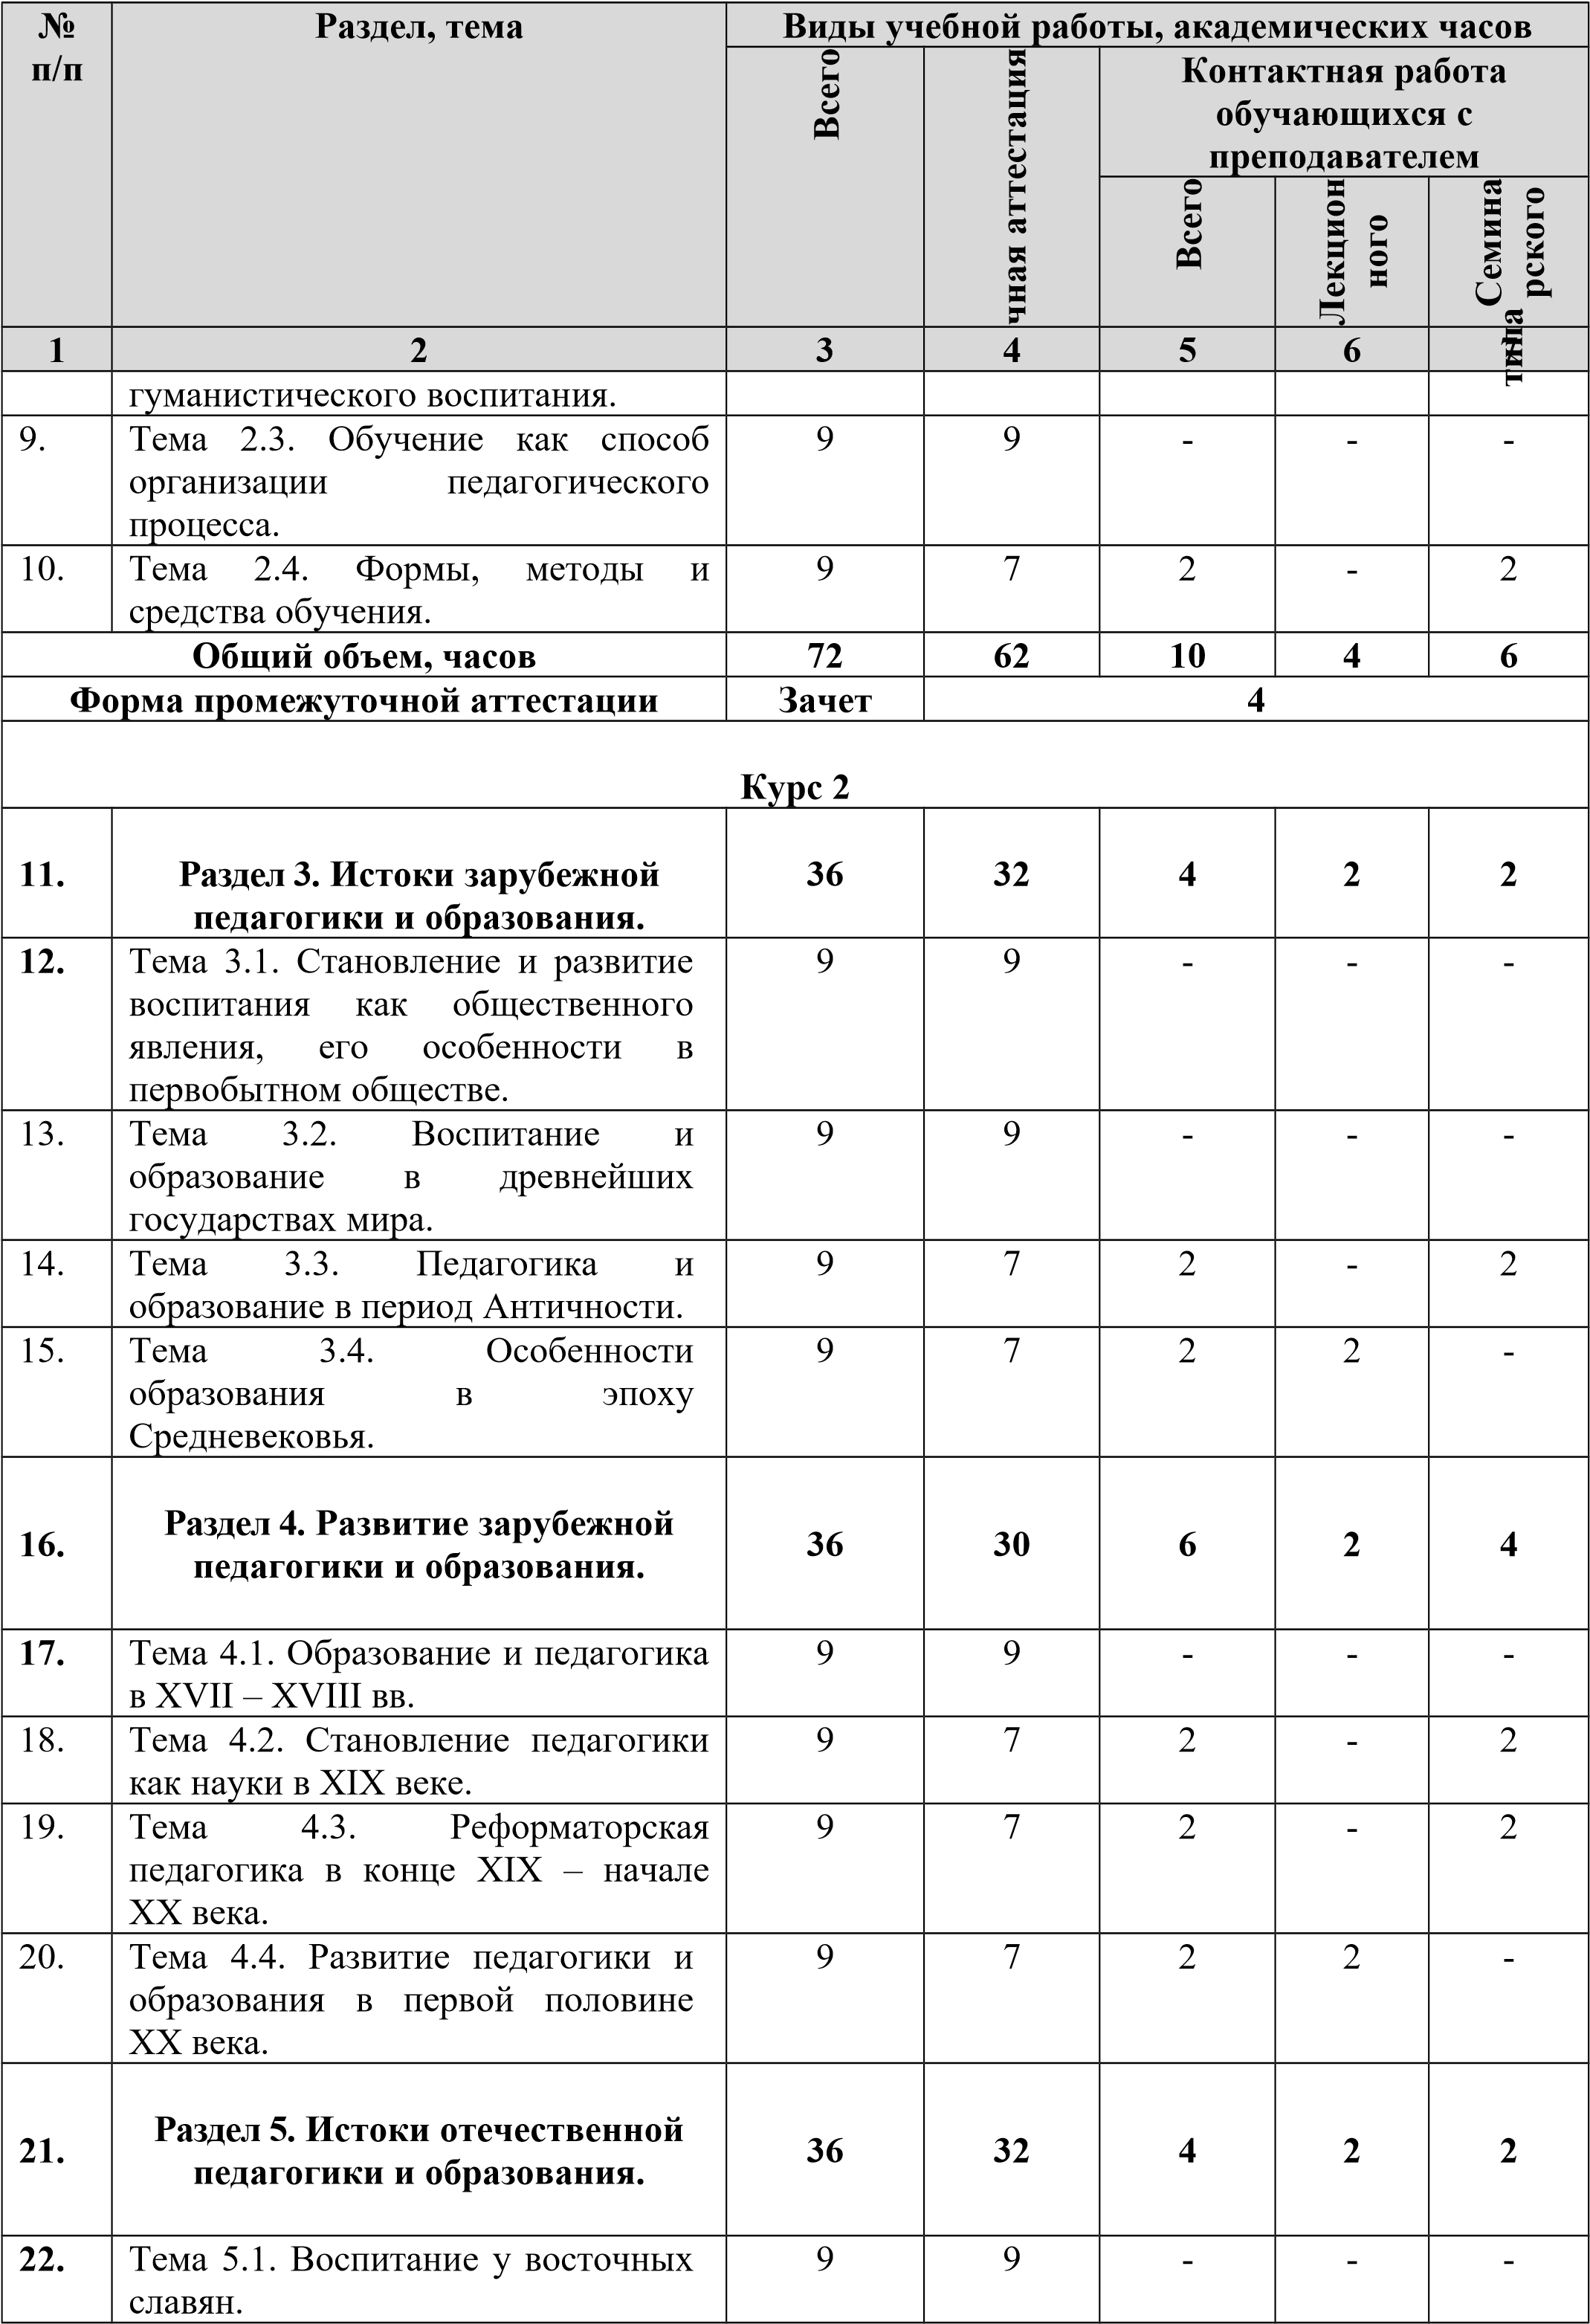 № п/п Раздел, тема Виды учебной работы, академических часов
Всего
чная аттестация
Контактная работа
обучающихся с
преподавателем
Всего
Лекцион
ного
Семина
рского
типа
1 2 3 4 5 6 7
гуманистического воспитания.
9. Тема 2.3. Обучение как способ 9 9 - - -
организации педагогического
процесса.
10. Тема 2.4. Формы, методы и 9 7 2 - 2
средства обучения.
Общий объем, часов 72 62 10 4 6
Форма промежуточной аттестации Зачет 4
Курс 2
11. Раздел 3. Истоки зарубежной 36 32 4 2 2
педагогики и образования.
12. Тема 3.1. Становление и развитие 9 9 - - -
воспитания как общественного
явления, его особенности в
первобытном обществе.
13. Тема 3.2. Воспитание и 9 9 - - -
образование в древнейших
государствах мира.
14. Тема 3.3. Педагогика и 9 7 2 - 2
образование в период Античности.
15. Тема 3.4. Особенности 9 7 2 2 -
образования в эпоху
Средневековья.
16. Раздел 4. Развитие зарубежной 36 30 6 2 4
педагогики и образования.
17. Тема 4.1. Образование и педагогика 9 9 - - -
в XVII – XVIII вв.
18. Тема 4.2. Становление педагогики 9 7 2 - 2
как науки в XIX веке.
19. Тема 4.3. Реформаторская 9 7 2 - 2
педагогика в конце XIX – начале
XX века.
20. Тема 4.4. Развитие педагогики и 9 7 2 2 -
образования в первой половине
XX века.
21. Раздел 5. Истоки отечественной 36 32 4 2 2
педагогики и образования.
22. Тема 5.1. Воспитание у восточных 9 9 - - -
славян.